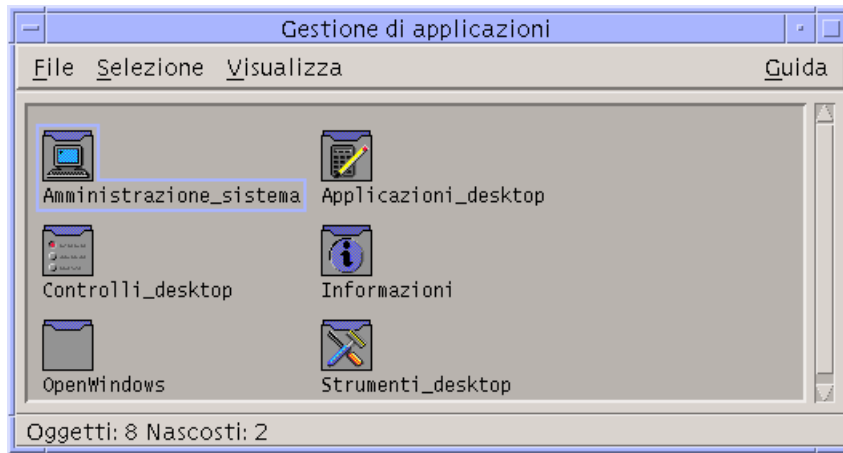 Gestione di applicazioni
File Selezione Visualizza Guida
Amministrazione_sistema Applicazioni_desktop
Controlli_desktop Informazioni
OpenWindows Strumenti_desktop
Oggetti: 8 Nascosti: 2